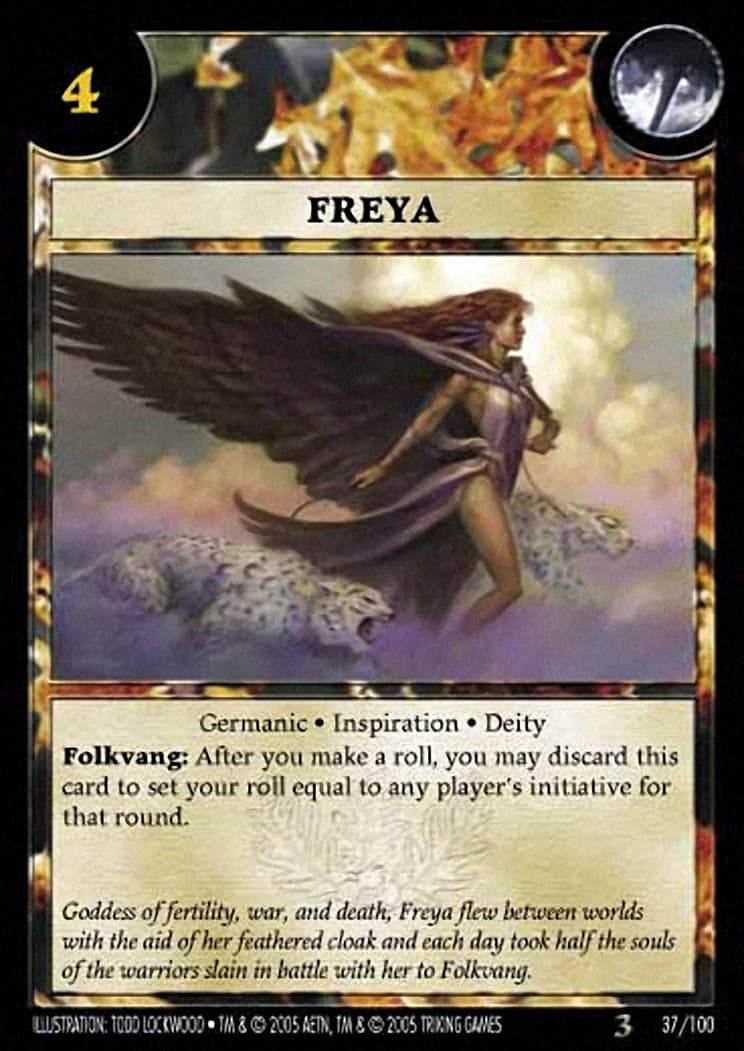 4
FREYA
Germanic • Inspiration • Deity
Folkvang: After you make a roll, you may discard this
card to set your roll equal to any player's initiative for
that round.
Goddess of fertility, war, and death, Freya flew between worlds
with the aid of her feathered cloak and each day took half the souls
of the warriors slain in battle with her to Folkvang.
ILLUSTRATION: TODD LOCKWOOD • TM & © 2005 AETN, TM & © 2005 TRIKING GAMES 3 37/100